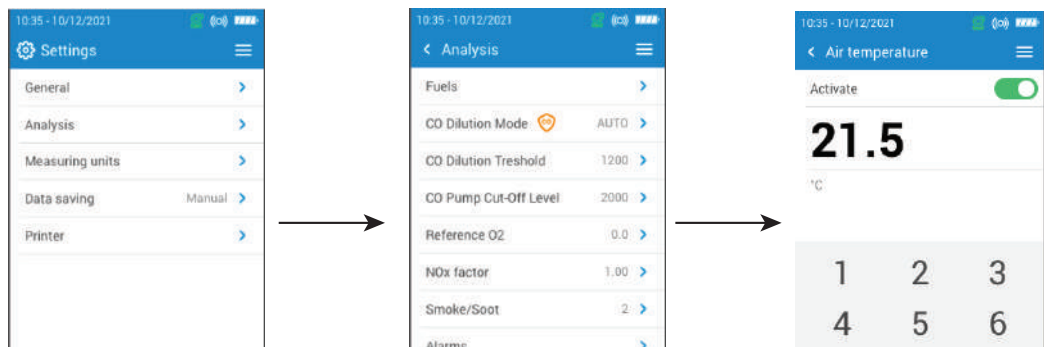 10:35 - 10/12/2021
Settings
General
Analysis
Measuring units
Data saving Manual
Printer
10:35 - 10/12/2021
Analysis
Fuels
CO Dilution Mode CO AUTO
CO Dilution Treshold 1200
CO Pump Cut-Off Level 2000
Reference O2 0.0
NOx factor 1.00
Smoke/Soot 2
Alarms
10:35 - 10/12/2021
Air temperature
Activate
21.5
°C
1 2 3
4 5 6